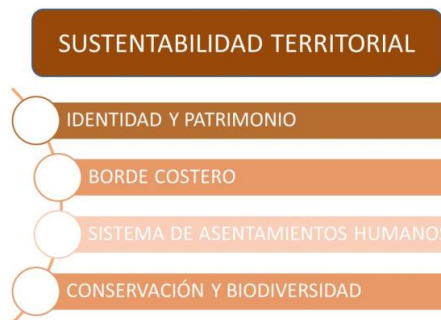 SUSTENTABILIDAD TERRITORIAL
IDENTIDAD Y PATRIMONIO
BORDE COSTERO
SISTEMA DE ASENTAMIENTOS HUMANOS
CONSERVACIÓN Y BIODIVERSIDAD